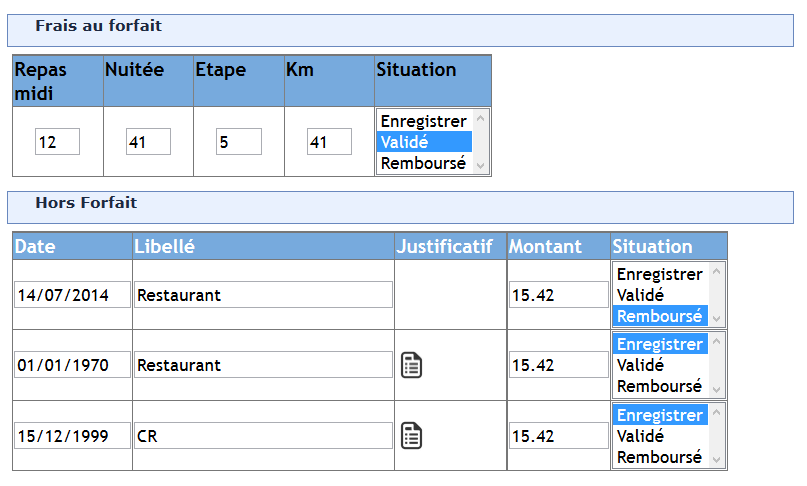 Frais au forfait
Repas midi Nuitée Etape Km Situation
12 41 5 41 Enregistrer
Validé
Remboursé
Hors Forfait
Date Libellé Justificatif Montant Situation
14/07/2014 Restaurant 15.42 Enregistrer
Validé
Remboursé
01/01/1970 Restaurant 15.42 Enregistrer
Validé
Remboursé
15/12/1999 CR 15.42 Enregistrer
Validé
Remboursé